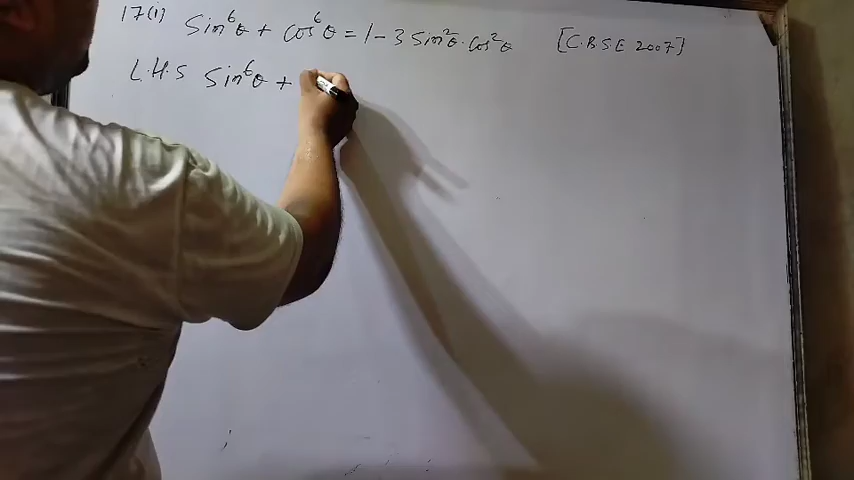 17(i) Sin⁶θ + Cos⁶θ = 1 - 3 Sin²θ. Cos²θ [C.B.S.E 2007]
L.H.S Sin⁶θ +